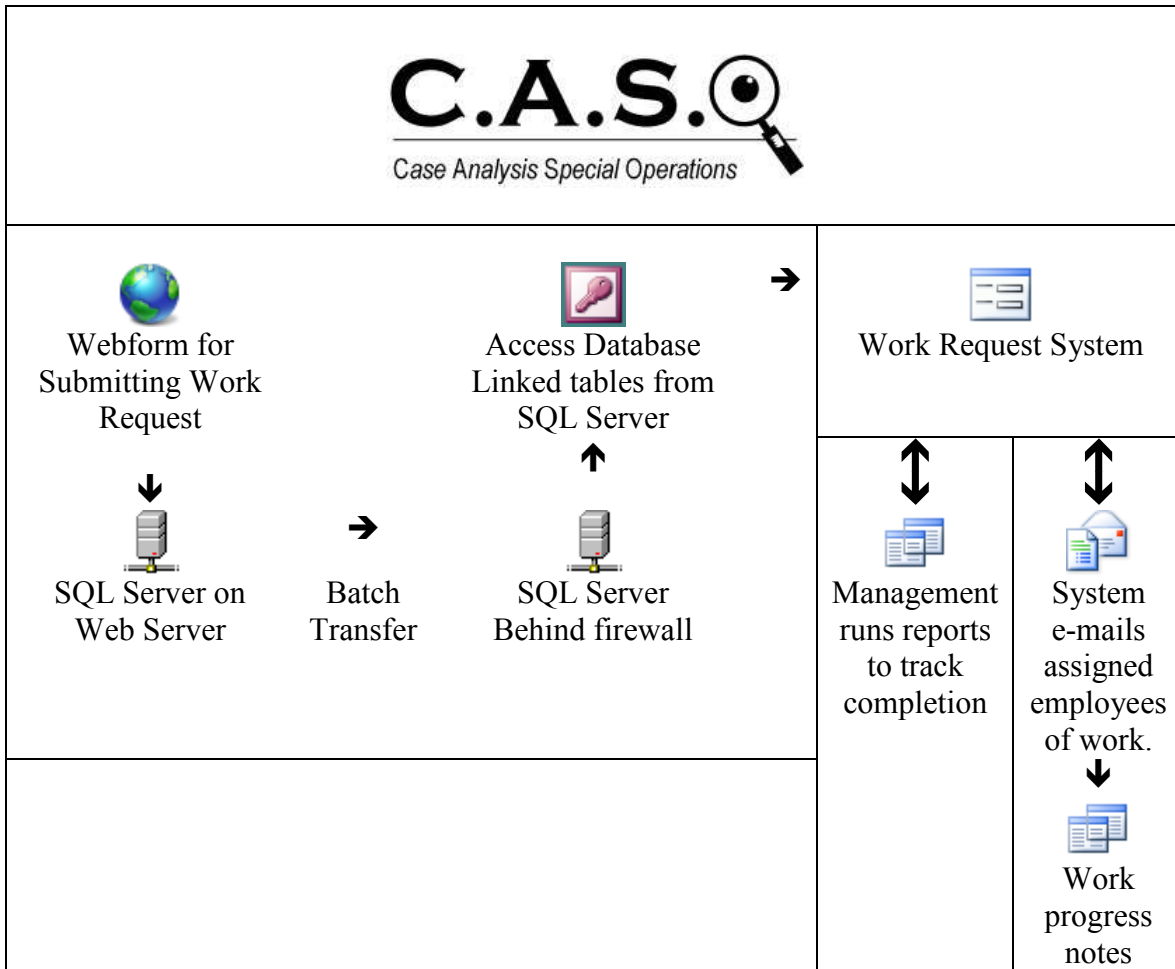 C.A.S.O
Case Analysis Special Operations
Webform for
Submitting Work
Request
SQL Server on
Web Server
Batch
Transfer
SQL Server
Behind firewall
Access Database
Linked tables from
SQL Server
Work Request System
Management
runs reports
to track
completion
System
e-mails
assigned
employees
of work.
Work
progress
notes